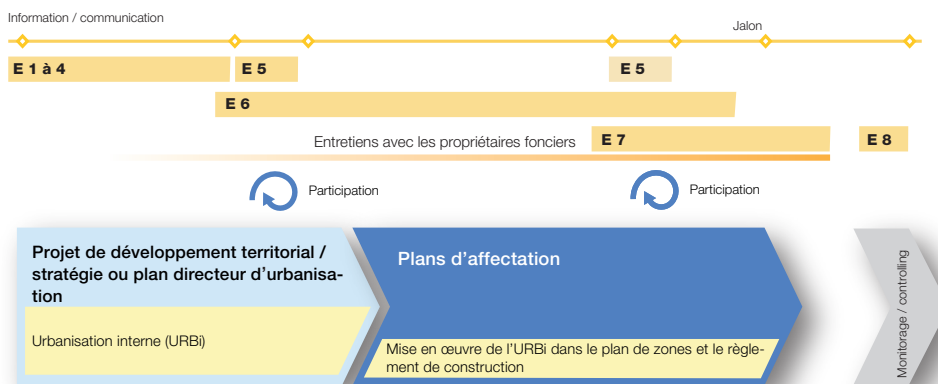 Information / communication
Jalon
E 1 à 4
E 5
E 5
E 6
Entretiens avec les propriétaires fonciers
E 7
E 8
Participation
Participation
Projet de développement territorial /
stratégie ou plan directeur d'urbanisa-
tion
Urbanisation interne (URBi)
Plans d'affectation
Mise en œuvre de l'URBi dans le plan de zones et le règle-
ment de construction
Monitorage / controlling